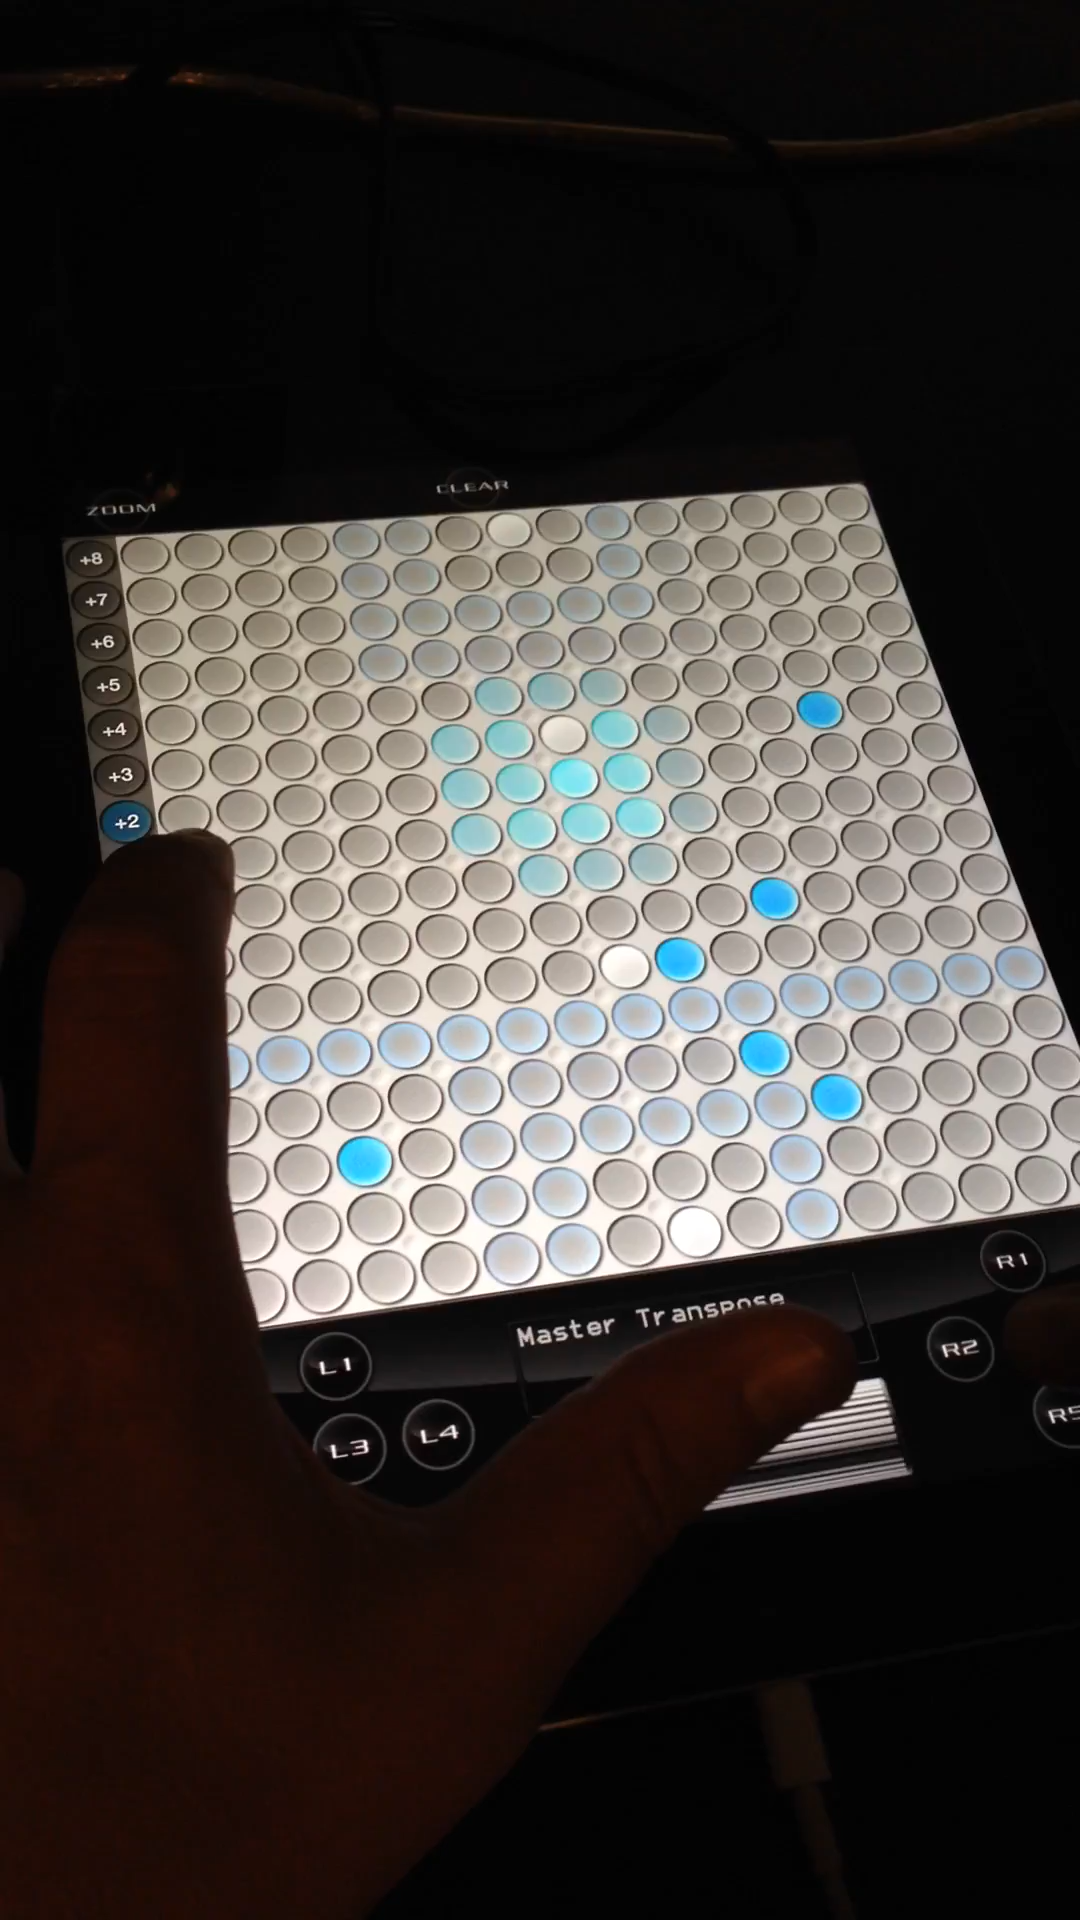 ZOOM
CLEAR
+8
+7
+6
+5
+4
+3
+2
Master Transpose
L1
L3
L4
R1
R2